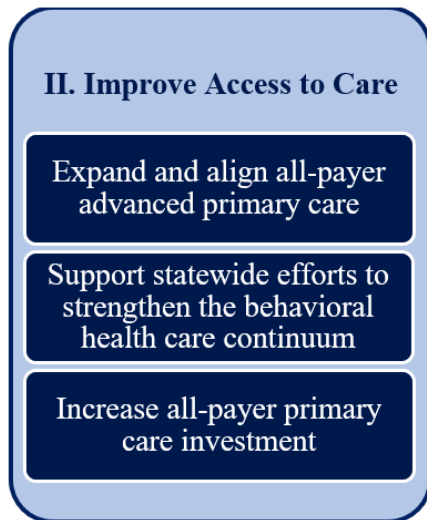 II. Improve Access to Care
Expand and align all-payer
advanced primary care
Support statewide efforts to
strengthen the behavioral
health care continuum
Increase all-payer primary
care investment